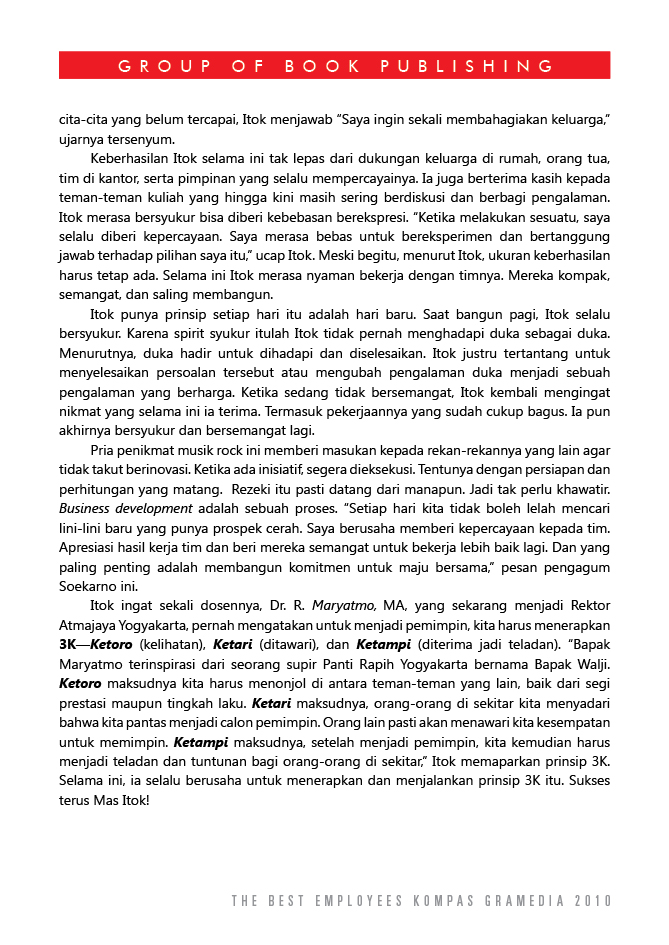 GROUP OF BOOK PUBLISHING
cita-cita yang belum tercapai, Itok menjawab “Saya ingin sekali membahagiakan keluarga,”
ujarnya tersenyum.
Keberhasilan Itok selama ini tak lepas dari dukungan keluarga di rumah, orang tua,
tim di kantor, serta pimpinan yang selalu mempercayainya. Ia juga berterima kasih kepada
teman-teman kuliah yang hingga kini masih sering berdiskusi dan berbagi pengalaman.
Itok merasa bersyukur bisa diberi kebebasan berekspresi. “Ketika melakukan sesuatu, saya
selalu diberi kepercayaan. Saya merasa bebas untuk bereksperimen dan bertanggung
jawab terhadap pilihan saya itu,” ucap Itok. Meski begitu, menurut Itok, ukuran keberhasilan
harus tetap ada. Selama ini Itok merasa nyaman bekerja dengan timnya. Mereka kompak,
semangat, dan saling membangun.
Itok punya prinsip setiap hari itu adalah hari baru. Saat bangun pagi, Itok selalu
bersyukur. Karena spirit syukur itulah Itok tidak pernah menghadapi duka sebagai duka.
Menurutnya, duka hadir untuk dihadapi dan diselesaikan. Itok justru tertantang untuk
menyelesaikan persoalan tersebut atau mengubah pengalaman duka menjadi sebuah
pengalaman yang berharga. Ketika sedang tidak bersemangat, Itok kembali mengingat
nikmat yang selama ini ia terima. Termasuk pekerjaannya yang sudah cukup bagus. Ia pun
akhirnya bersyukur dan bersemangat lagi.
Pria penikmat musik rock ini memberi masukan kepada rekan-rekannya yang lain agar
tidak takut berinovasi. Ketika ada inisiatif, segera dieksekusi. Tentunya dengan persiapan dan
perhitungan yang matang.  Rezeki itu pasti datang dari manapun. Jadi tak perlu khawatir.
Business development adalah sebuah proses. “Setiap hari kita tidak boleh lelah mencari
lini-lini baru yang punya prospek cerah. Saya berusaha memberi kepercayaan kepada tim.
Apresiasi hasil kerja tim dan beri mereka semangat untuk bekerja lebih baik lagi. Dan yang
paling penting adalah membangun komitmen untuk maju bersama,” pesan pengagum
Soekarno ini.
Itok ingat sekali dosennya, Dr. R. Maryatmo, MA, yang sekarang menjadi Rektor
Atmajaya Yogyakarta, pernah mengatakan untuk menjadi pemimpin, kita harus menerapkan
3K—Ketoro (kelihatan), Ketari (ditawari), dan Ketampi (diterima jadi teladan). “Bapak
Maryatmo terinspirasi dari seorang supir Panti Rapih Yogyakarta bernama Bapak Walji.
Ketoro maksudnya kita harus menonjol di antara teman-teman yang lain, baik dari segi
prestasi maupun tingkah laku. Ketari maksudnya, orang-orang di sekitar kita menyadari
bahwa kita pantas menjadi calon pemimpin. Orang lain pasti akan menawari kita kesempatan
untuk memimpin. Ketampi maksudnya, setelah menjadi pemimpin, kita kemudian harus
menjadi teladan dan tuntunan bagi orang-orang di sekitar,” Itok memaparkan prinsip 3K.
Selama ini, ia selalu berusaha untuk menerapkan dan menjalankan prinsip 3K itu. Sukses
terus Mas Itok!
THE BEST EMPLOYEES KOMPAS GRAMEDIA 2010